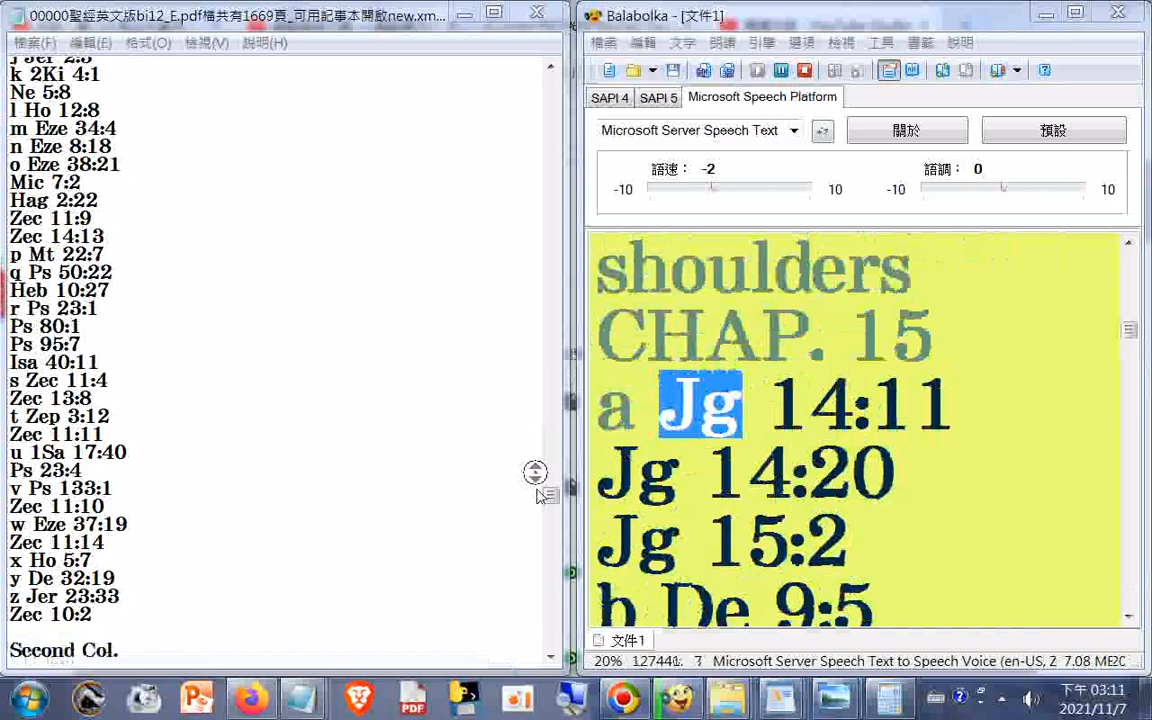 00000聖經英文版bi12_E.pdf檔共有1669頁_可用記事本開啟new.xm...
檔案(F) 編輯(E) 格式(O) 檢視(V) 說明(H)
j Jer 2:5
k 2Ki 4:1
Ne 5:8
l Ho 12:8
m Eze 34:4
n Eze 8:18
o Eze 38:21
Mic 7:2
Hag 2:22
Zec 11:9
Zec 14:13
p Mt 22:7
q Ps 50:22
Heb 10:27
r Ps 23:1
Ps 80:1
Ps 95:7
Isa 40:11
s Zec 11:4
Zec 13:8
t Zep 3:12
Zec 11:11
u 1Sa 17:40
Ps 23:4
v Ps 133:1
Zec 11:10
w Eze 37:19
Zec 11:14
x Ho 5:7
y De 32:19
z Jer 23:33
Zec 10:2
Second Col.
Balabolka - [文件1]
檔案 編輯 文字 朗讀 引擎 選項 檢視 工具 書籤 說明
SAPI 4 SAPI 5 Microsoft Speech Platform
Microsoft Server Speech Text 關於 預設
語速： -2 語調： 0
-10 10 -10 10
shoulders
CHAP. 15
a Jg 14:11
Jg 14:20
Jg 15:2
b De 9:5
文件1
20% 127441. 7 Microsoft Server Speech Text to Speech Voice (en-US, Z 7.08 ME
下午 03:11
2021/11/7